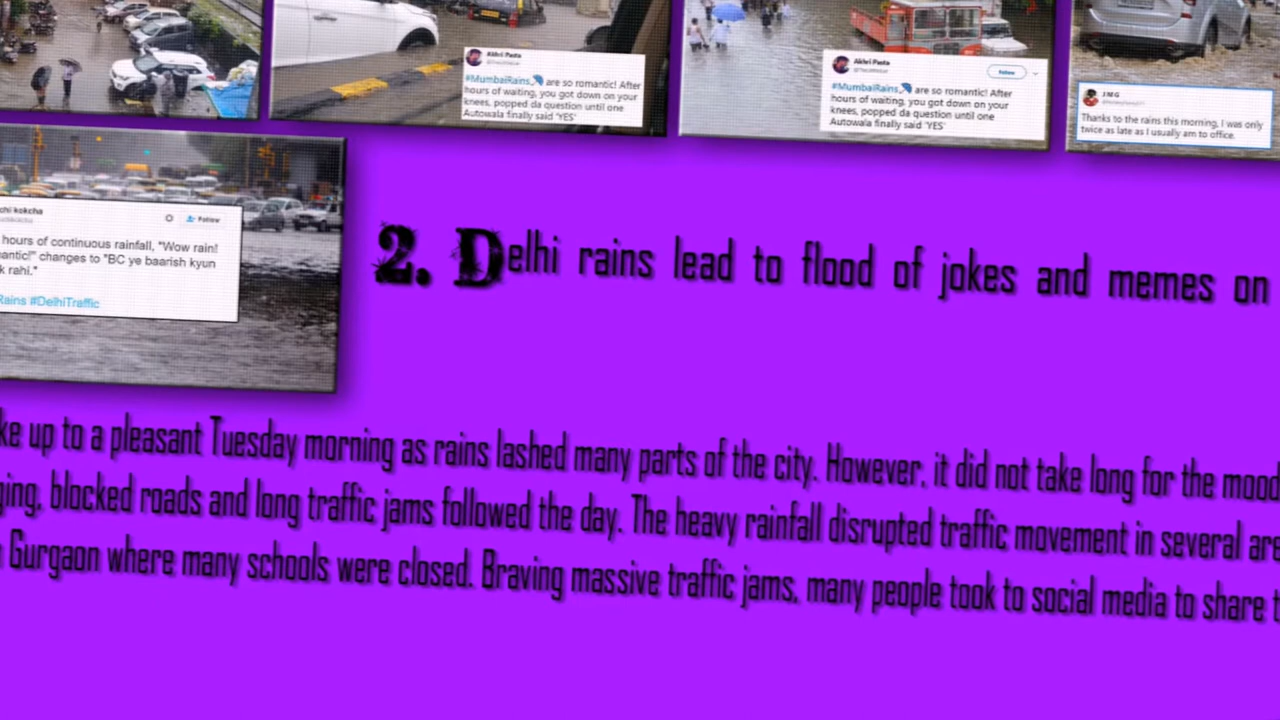 Akhri Pasta
#MumbaiRains are so romantic! After
hours of waiting, you got down on your
knees, popped da question until one
Autowala finally said 'YES'
Akhri Pasta
Follow
#MumbaiRains are so romantic! After
hours of waiting, you got down on your
knees, popped da question until one
Autowala finally said 'YES'
J M G
Thanks to the rains this morning, I was only
twice as late as I usually am to office.
chi kokcha
Follow
hours of continuous rainfall, "Wow rain!
antic!" changes to "BC ye baarish kyun
k rahi."
Rains #DelhiTraffic
2. Delhi rains lead to flood of jokes and memes on
ke up to a pleasant Tuesday morning as rains lashed many parts of the city. However, it did not take long for the mood
ging, blocked roads and long traffic jams followed the day. The heavy rainfall disrupted traffic movement in several are
Gurgaon where many schools were closed. Braving massive traffic jams, many people took to social media to share t